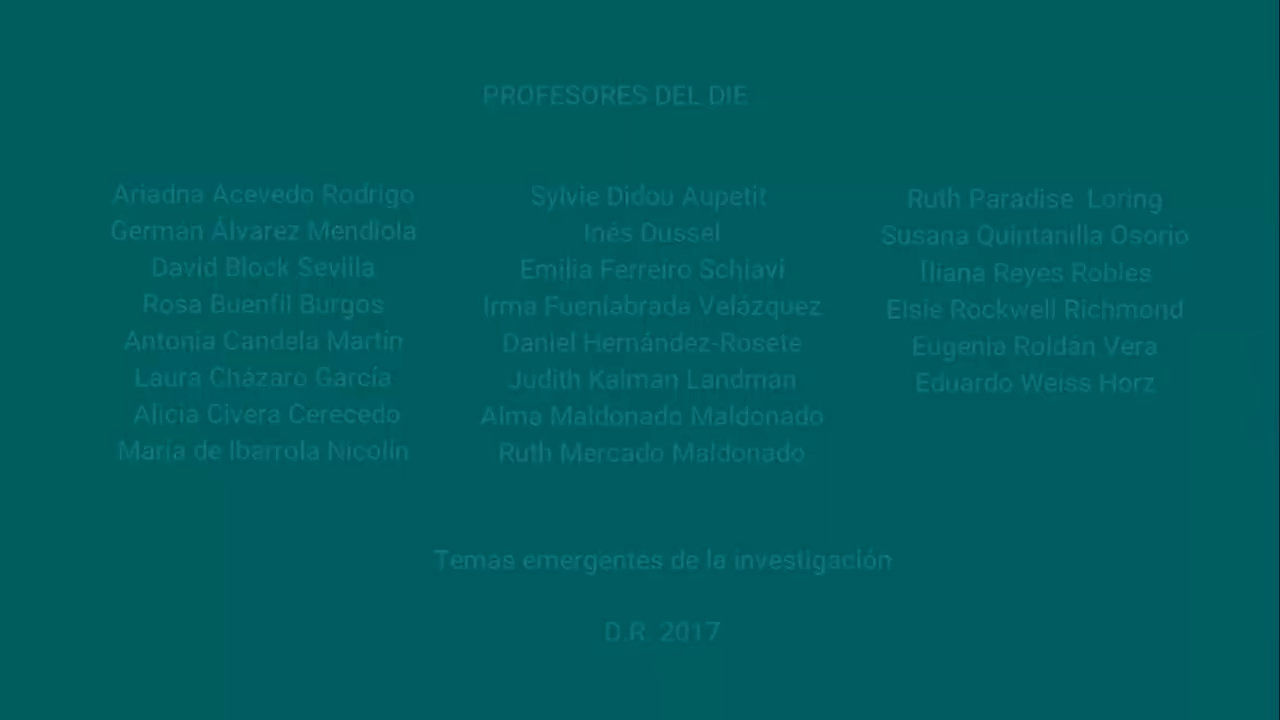 PROFESORES DEL DIE
Ariadna Acevedo Rodrigo
Germán Álvarez Mendiola
David Block Sevilla
Rosa Buenfil Burgos
Antonia Candela Martín
Laura Cházaro García
Alicia Civera Cerecedo
María de Ibarrola Nicolín
Sylvie Didou Aupetit
Inés Dussel
Emilia Ferreiro Schiavi
Irma Fuenlabrada Velázquez
Daniel Hernández-Rosete
Judith Kalman Landman
Alma Maldonado Maldonado
Ruth Mercado Maldonado
Ruth Paradise Loring
Susana Quintanilla Osorio
Iliana Reyes Robles
Elsie Rockwell Richmond
Eugenia Roldán Vera
Eduardo Weiss Horz
Temas emergentes de la investigación
D.R. 2017